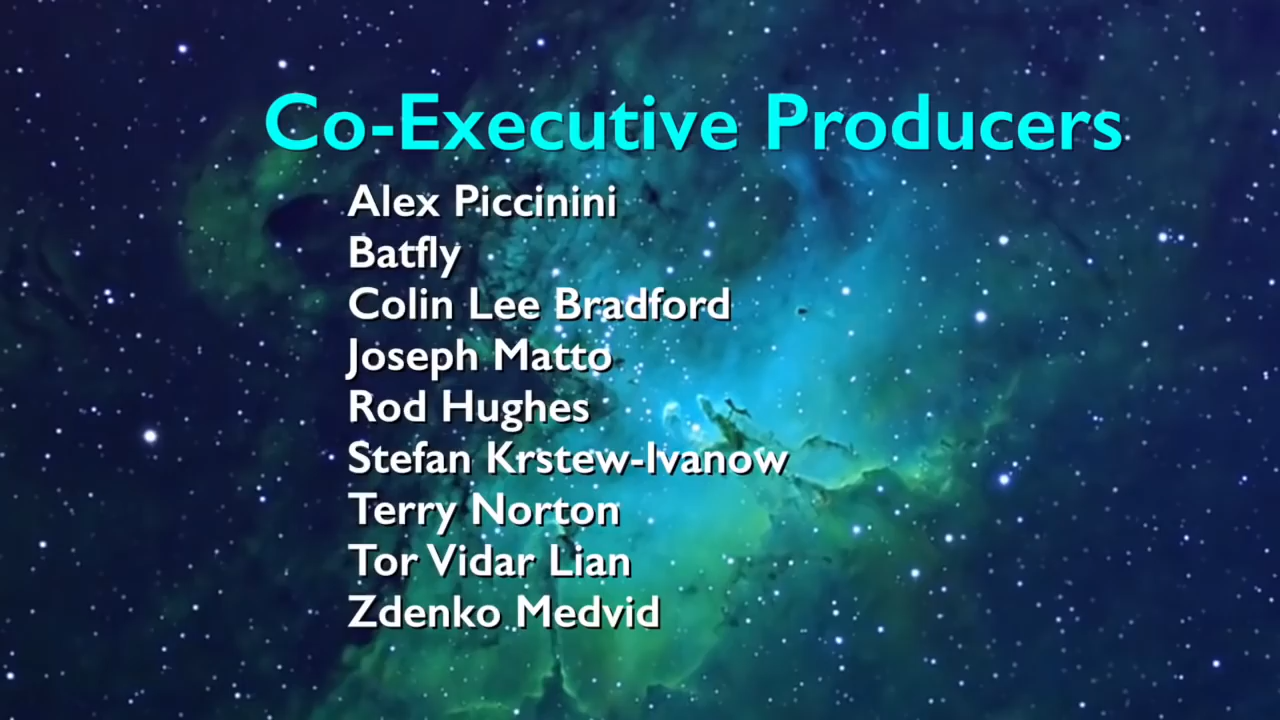 Co-Executive Producers
Alex Piccinini
Batfly
Colin Lee Bradford
Joseph Matto
Rod Hughes
Stefan Krstew-Ivanow
Terry Norton
Tor Vidar Lian
Zdenko Medvid